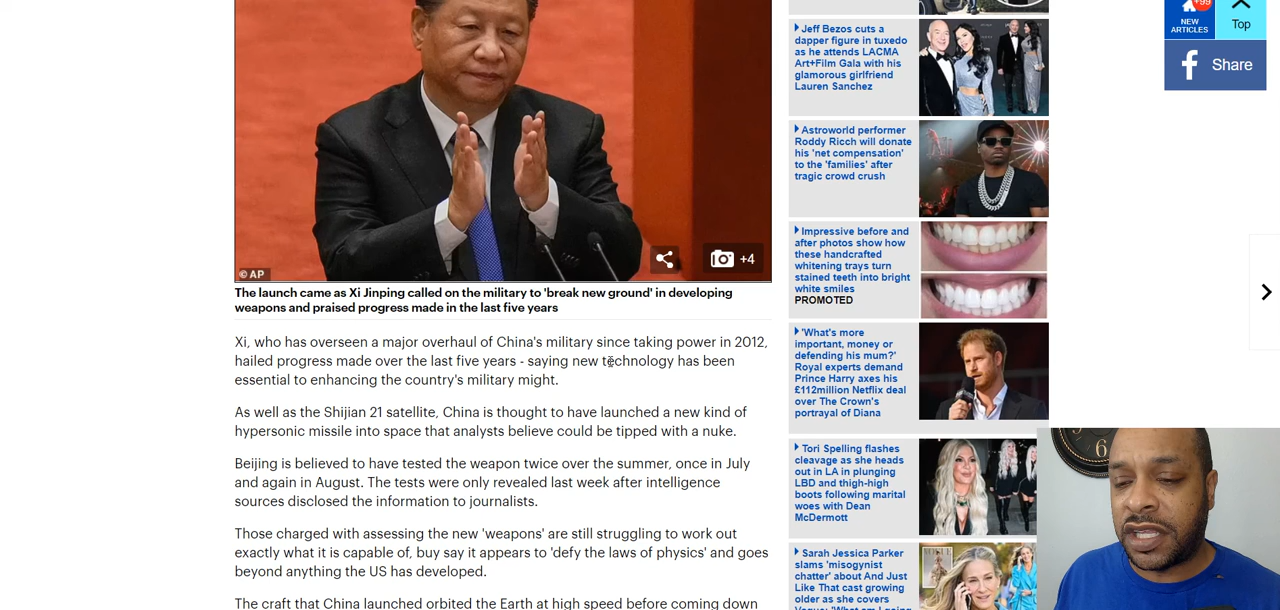 +4
© AP
The launch came as Xi Jinping called on the military to 'break new ground' in developing
weapons and praised progress made in the last five years
Xi, who has overseen a major overhaul of China's military since taking power in 2012,
hailed progress made over the last five years - saying new technology has been
essential to enhancing the country's military might.
As well as the Shijian 21 satellite, China is thought to have launched a new kind of
hypersonic missile into space that analysts believe could be tipped with a nuke.
Beijing is believed to have tested the weapon twice over the summer, once in July
and again in August. The tests were only revealed last week after intelligence
sources disclosed the information to journalists.
Those charged with assessing the new 'weapons' are still struggling to work out
exactly what it is capable of, buy say it appears to 'defy the laws of physics' and goes
beyond anything the US has developed.
The craft that China launched orbited the Earth at high speed before coming down
Jeff Bezos cuts a
dapper figure in tuxedo
as he attends LACMA
Art+Film Gala with his
glamorous girlfriend
Lauren Sanchez
Astroworld performer
Roddy Ricch will donate
his 'net compensation'
to the 'families' after
tragic crowd crush
Impressive before and
after photos show how
these handcrafted
whitening trays turn
stained teeth into bright
white smiles
PROMOTED
'What's more
important, money or
defending his mum?'
Royal experts demand
Prince Harry axes his
£112million Netflix deal
over The Crown's
portrayal of Diana
Tori Spelling flashes
cleavage as she heads
out in LA in plunging
LBD and thigh-high
boots following marital
woes with Dean
McDermott
Sarah Jessica Parker
slams 'misogynist
chatter' about And Just
Like That cast growing
older as she covers
+99
NEW
ARTICLES
Top
Share
6